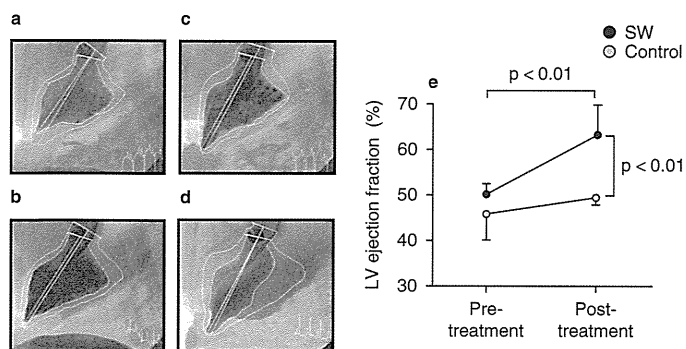 a
c
b
d
e
SW
Control
p < 0.01
p < 0.01
LV ejection fraction (%)
70
60
50
40
30
Pre-
treatment
Post-
treatment